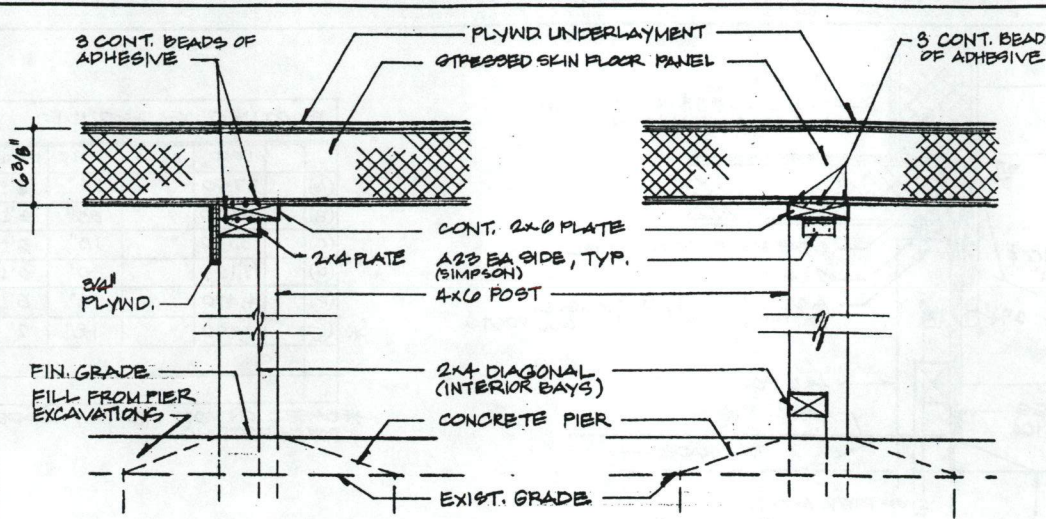 3 CONT. BEADS OF
ADHESIVE
PLYWD. UNDERLAYMENT
STRESSED SKIN FLOOR PANEL
3 CONT. BEAD
OF ADHESIVE
6 3/8"
CONT. 2x6 PLATE
2x4 PLATE
A23 EA. SIDE, TYP.
(SIMPSON)
3/4"
PLYWD.
4x6 POST
FIN. GRADE
FILL FROM PIER
EXCAVATIONS
2x4 DIAGONAL
(INTERIOR BAYS)
CONCRETE PIER
EXIST. GRADE